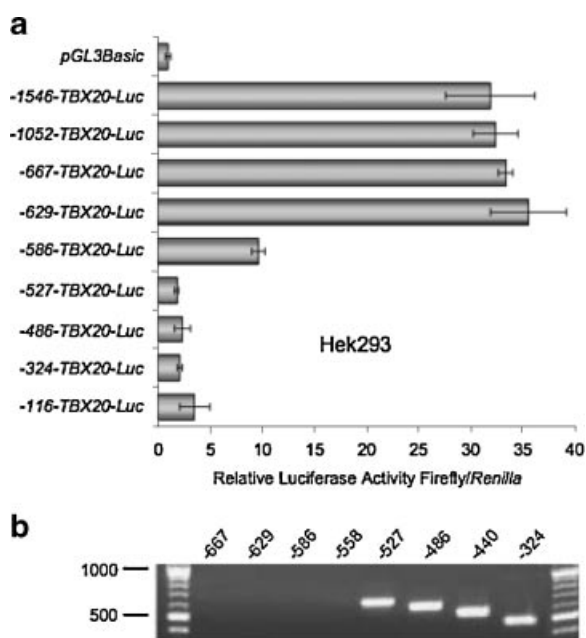 a
pGL3Basic
-1546-TBX20-Luc
-1052-TBX20-Luc
-667-TBX20-Luc
-629-TBX20-Luc
-586-TBX20-Luc
-527-TBX20-Luc
-486-TBX20-Luc
-324-TBX20-Luc
-116-TBX20-Luc
Hek293
0 5 10 15 20 25 30 35 40
Relative Luciferase Activity Firefly/Renilla
b
-667 -629 -586 -558 -527 -486 -440 -324
1000
500